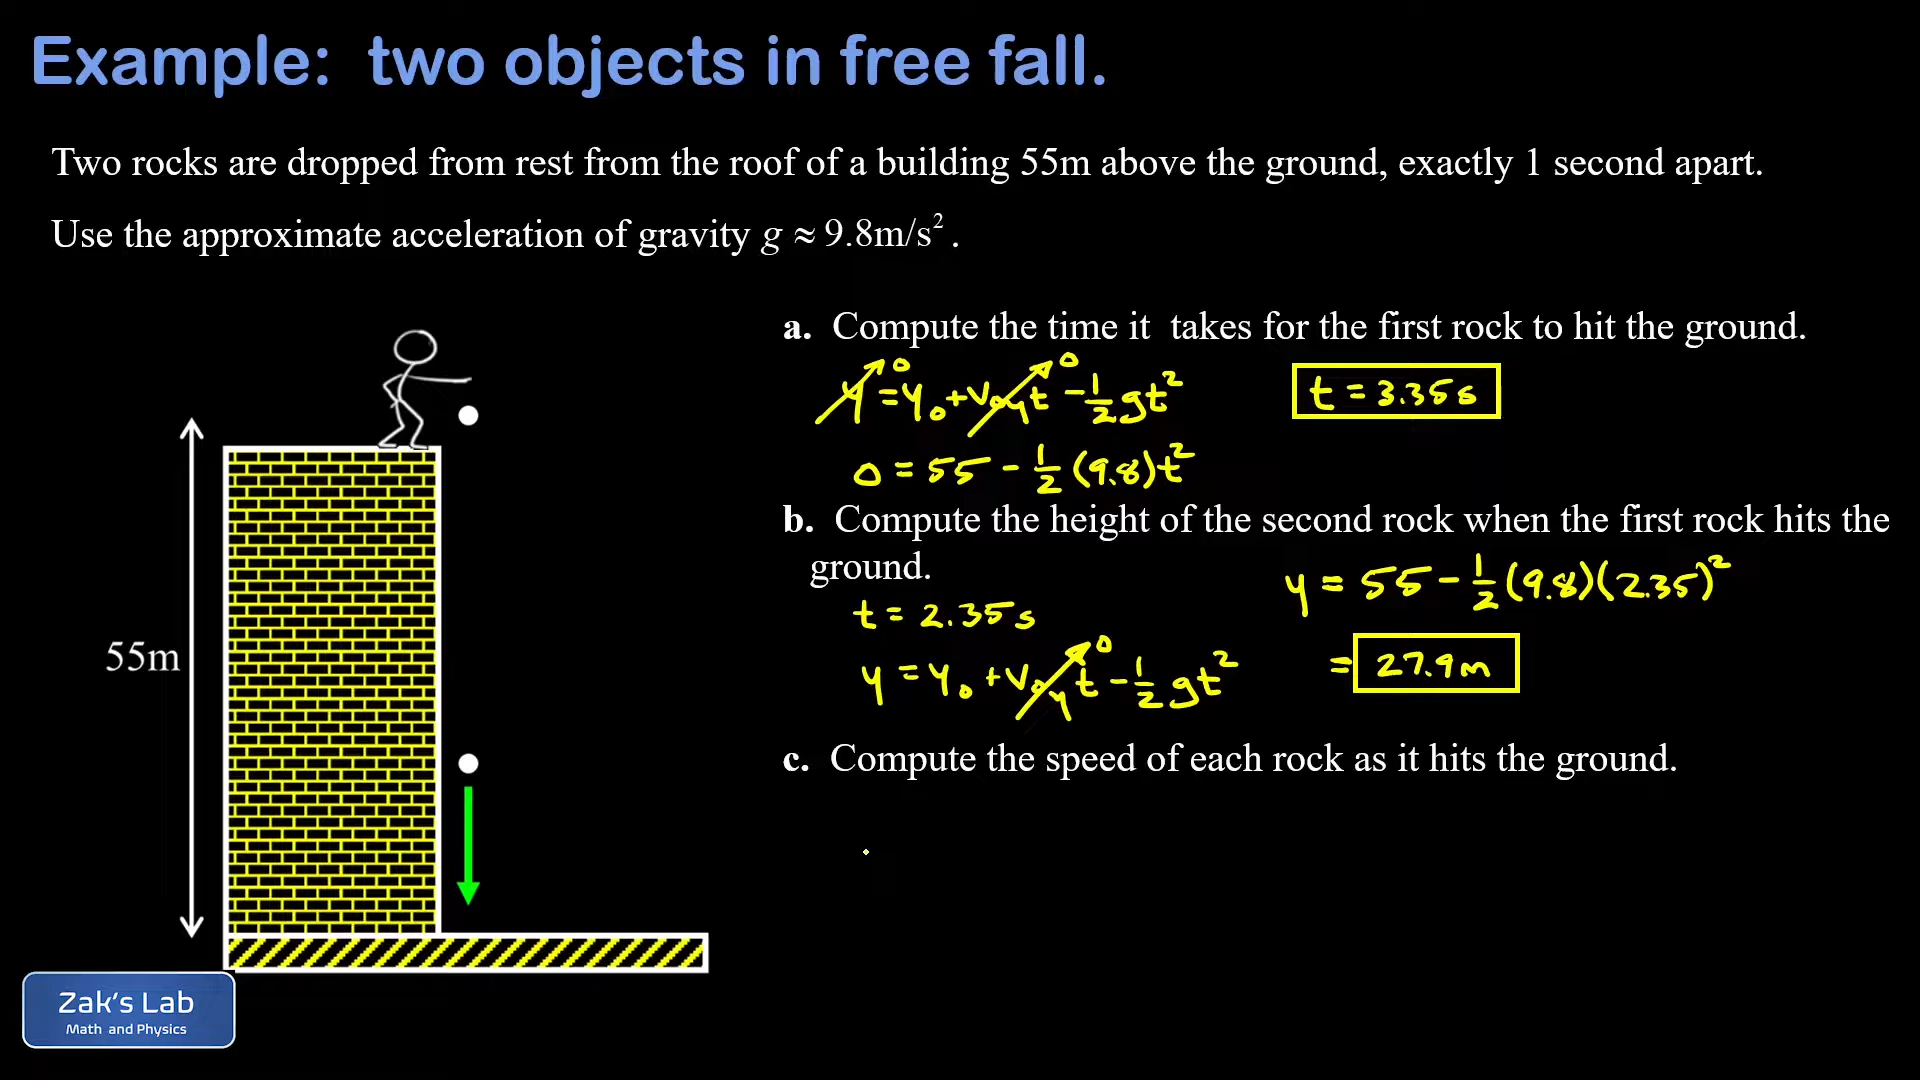 Example: two objects in free fall.
Two rocks are dropped from rest from the roof of a building 55m above the ground, exactly 1 second apart.
Use the approximate acceleration of gravity g ≈ 9.8m/s².
a. Compute the time it takes for the first rock to hit the ground.
y⁰ = y₀ + v₀yt⁰ - ½gt²
t = 3.35s
0 = 55 - ½(9.8)t²
b. Compute the height of the second rock when the first rock hits the
ground.
t = 2.35s
y = y₀ + v₀yt⁰ - ½gt²
y = 55 - ½(9.8)(2.35)²
= 27.9m
c. Compute the speed of each rock as it hits the ground.
55m
Zak's Lab
Math and Physics